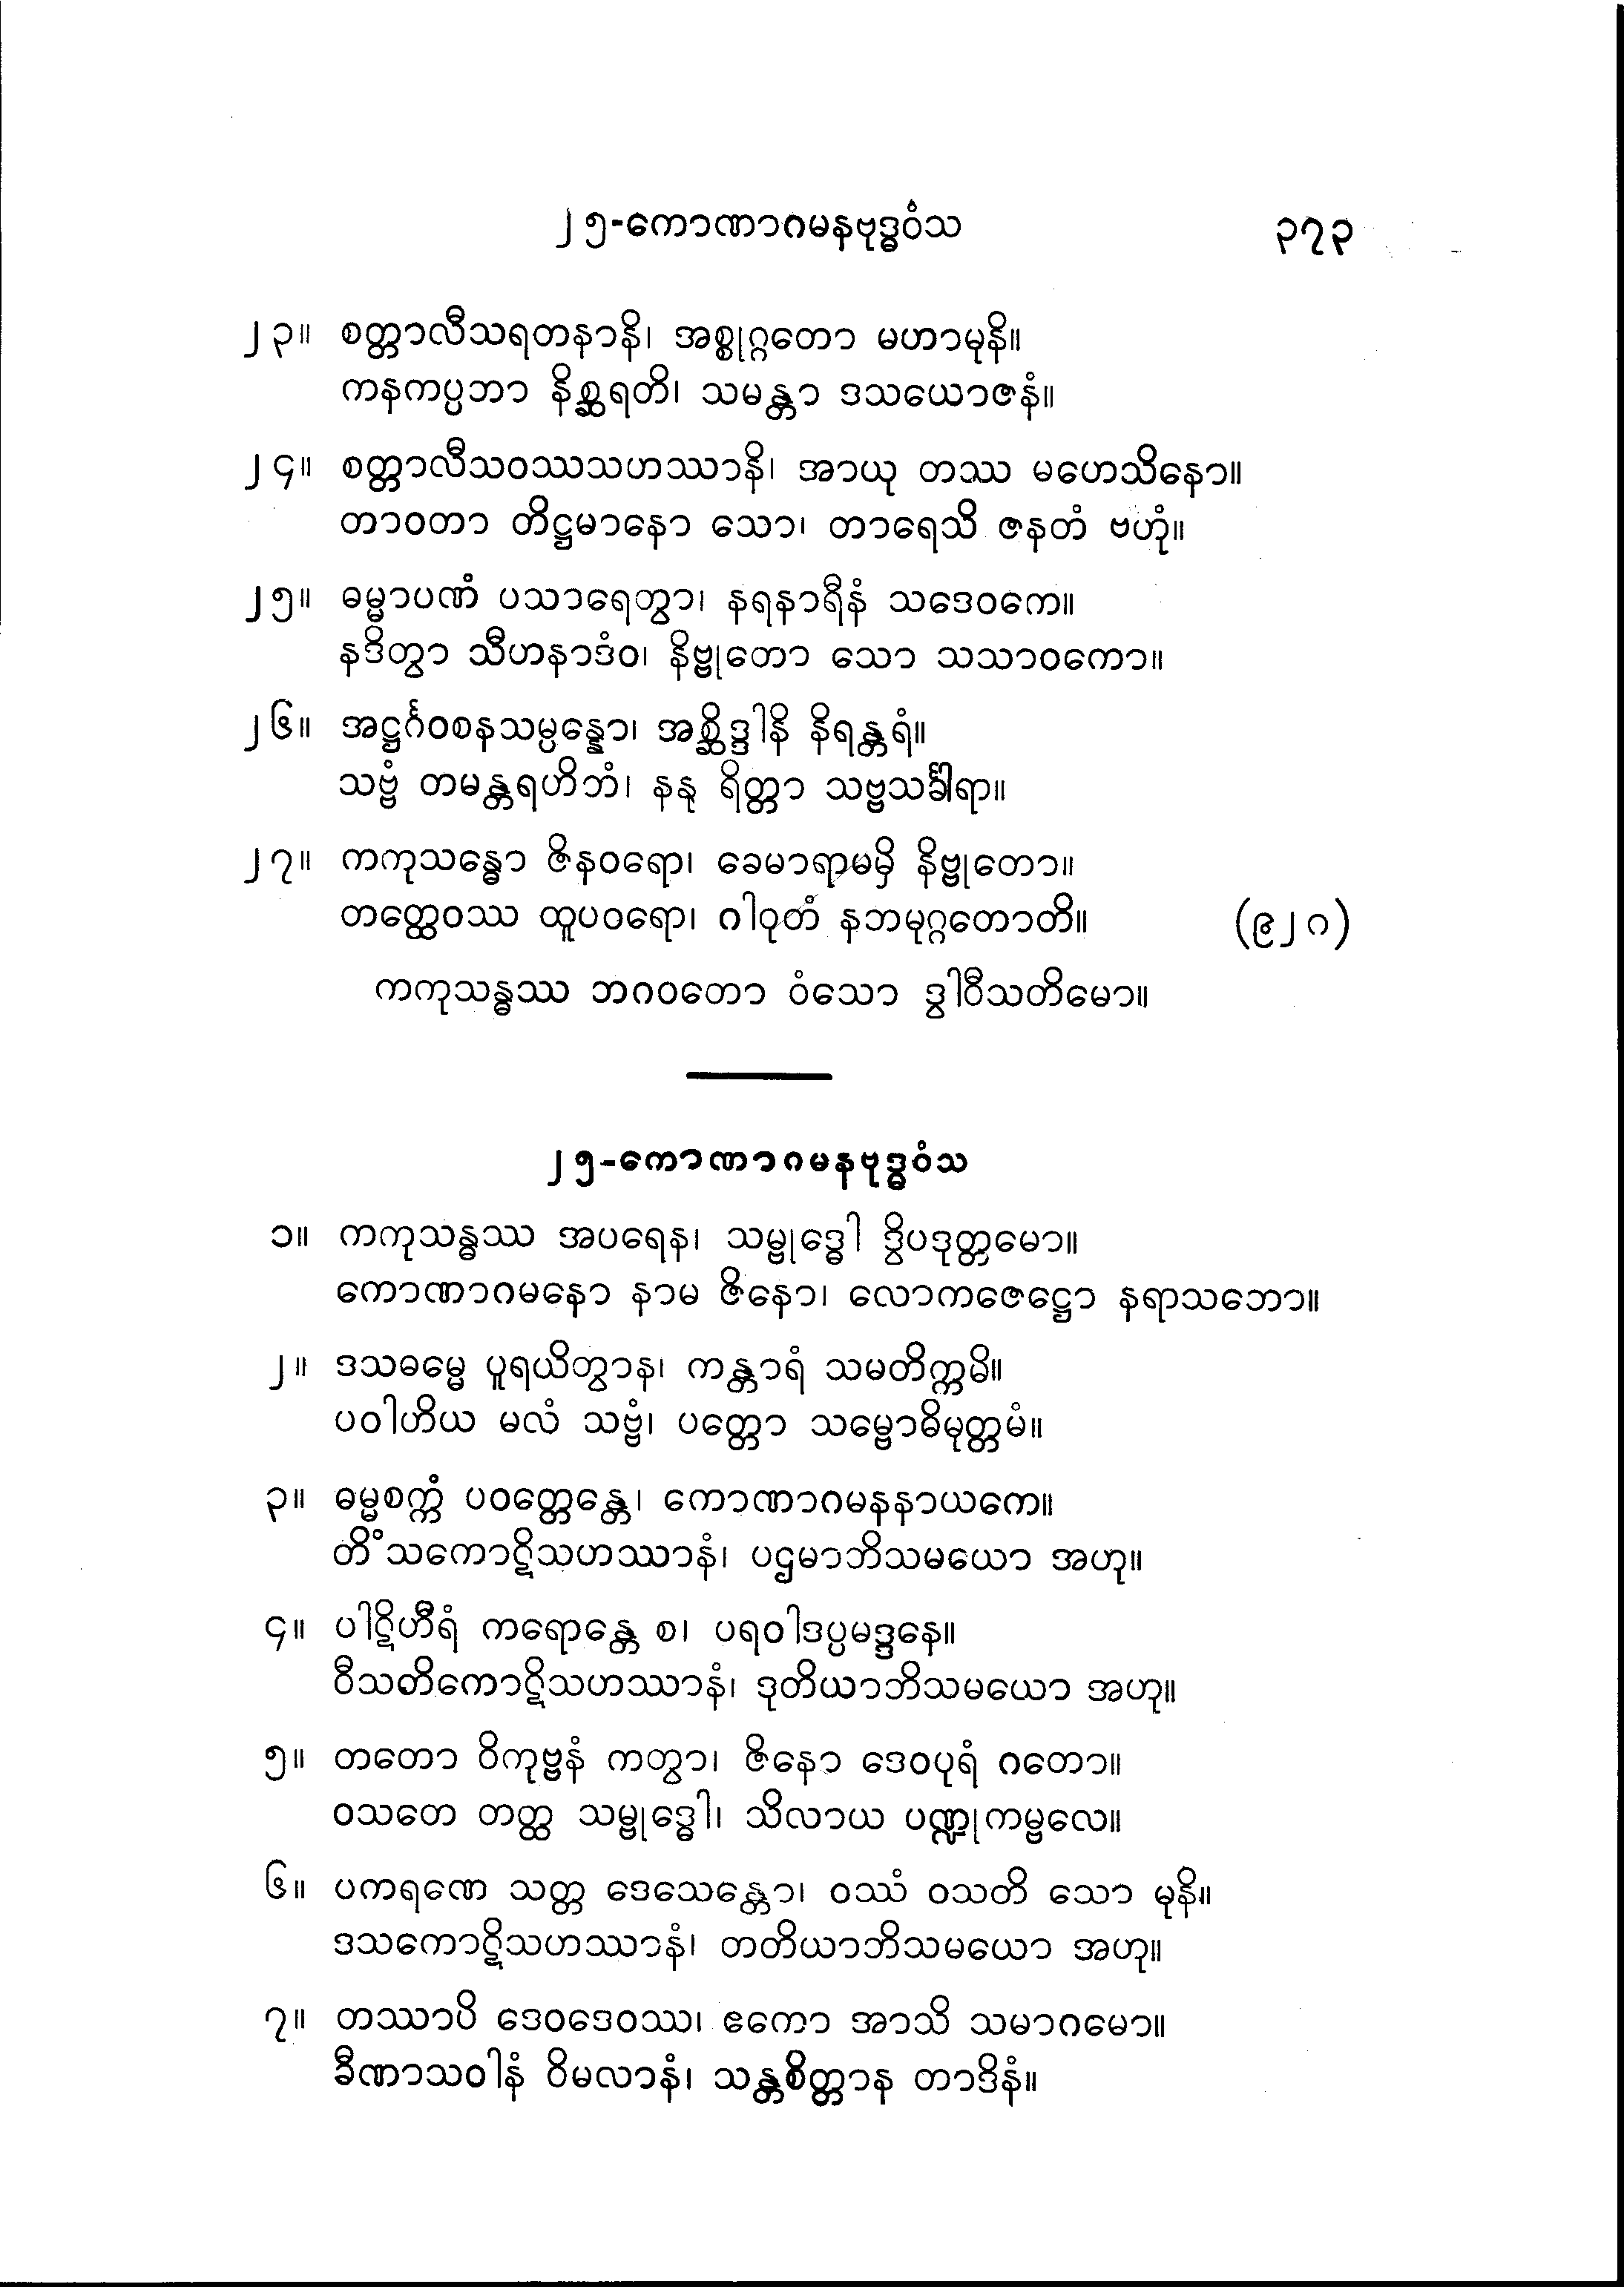 ၂၅-ကောဏာဂမနဗုဒ္ဓဝံသ ၃၇၃
၂၃။ စတ္တာလီသရတနာနိ၊ အစ္စုဂ္ဂတော မဟာမုနိ။
ကနကပ္ပဘာ နိစ္ဆရတိ၊ သမန္တာ ဒသယောဇနံ။
၂၄။ စတ္တာလီသဝဿသဟဿာနိ၊ အာယု တဿ မဟေသိနော။
တာဝတာ တိဋ္ဌမာနော သော၊ တာရေသိ ဇနတံ ဗဟုံ။
၂၅။ ဓမ္မာပဏံ ပသာရေတွာ၊ နရနာရီနံ သဒေဝကေ။
နဒိတွာ သီဟနာဒံဝ၊ နိဗ္ဗုတော သော သသာဝကော။
၂၆။ အဋ္ဌင်္ဂဝစနသမ္ပန္နော၊ အစ္ဆိဒ္ဒါနိ နိရန္တရံ။
သဗ္ဗံ တမန္တရဟိဘံ၊ နနု ရိတ္တာ သဗ္ဗသင်္ခါရာ။
၂၇။ ကကုသန္ဓော ဇိနဝရော၊ ခေမာရာမမှိ နိဗ္ဗုတော။
တတ္ထေဝဿ ထူပဝရော၊ ဂါဝုတံ နဘမုဂ္ဂတောတိ။ (၉၂၈)
ကကုသန္ဓဿ ဘဂဝတော ဝံသော ဒွါဝီသတိမော။
၂၅-ကောဏာဂမနဗုဒ္ဓဝံသ
၁။ ကကုသန္ဓဿ အပရေန၊ သမ္ဗုဒ္ဓေါ ဒွိပဒုတ္တမော။
ကောဏာဂမနော နာမ ဇိနော၊ လောကဇေဋ္ဌော နရာသဘော။
၂။ ဒသဓမ္မေ ပူရယိတွာန၊ ကန္တာရံ သမတိက္ကမိ။
ပဝါဟိယ မလံ သဗ္ဗံ၊ ပတ္တော သမ္ဗောဓိမုတ္တမံ။
၃။ ဓမ္မစက္ကံ ပဝတ္တေန္တေ၊ ကောဏာဂမနနာယကေ။
တိံသကောဋိသဟဿာနံ၊ ပဌမာဘိသမယော အဟု။
၄။ ပါဋိဟီရံ ကရောန္တေ စ၊ ပရဝါဒပ္ပမဒ္ဒနေ။
ဝီသတိကောဋိသဟဿာနံ၊ ဒုတိယာဘိသမယော အဟု။
၅။ တတော ဝိကုဗ္ဗနံ ကတွာ၊ ဇိနော ဒေဝပုရံ ဂတော။
ဝသတေ တတ္ထ သမ္ဗုဒ္ဓေါ၊ သိလာယ ပဏ္ဍုကမ္ဗလေ။
၆။ ပကရဏေ သတ္တ ဒေသေန္တော၊ ဝဿံ ဝသတိ သော မုနိ။
ဒသကောဋိသဟဿာနံ၊ တတိယာဘိသမယော အဟု။
၇။ တဿာပိ ဒေဝဒေဝဿ၊ ဧကော အာသိ သမာဂမော။
ခီဏာသဝါနံ ဝိမလာနံ၊ သန္တစိတ္တာန တာဒိနံ။